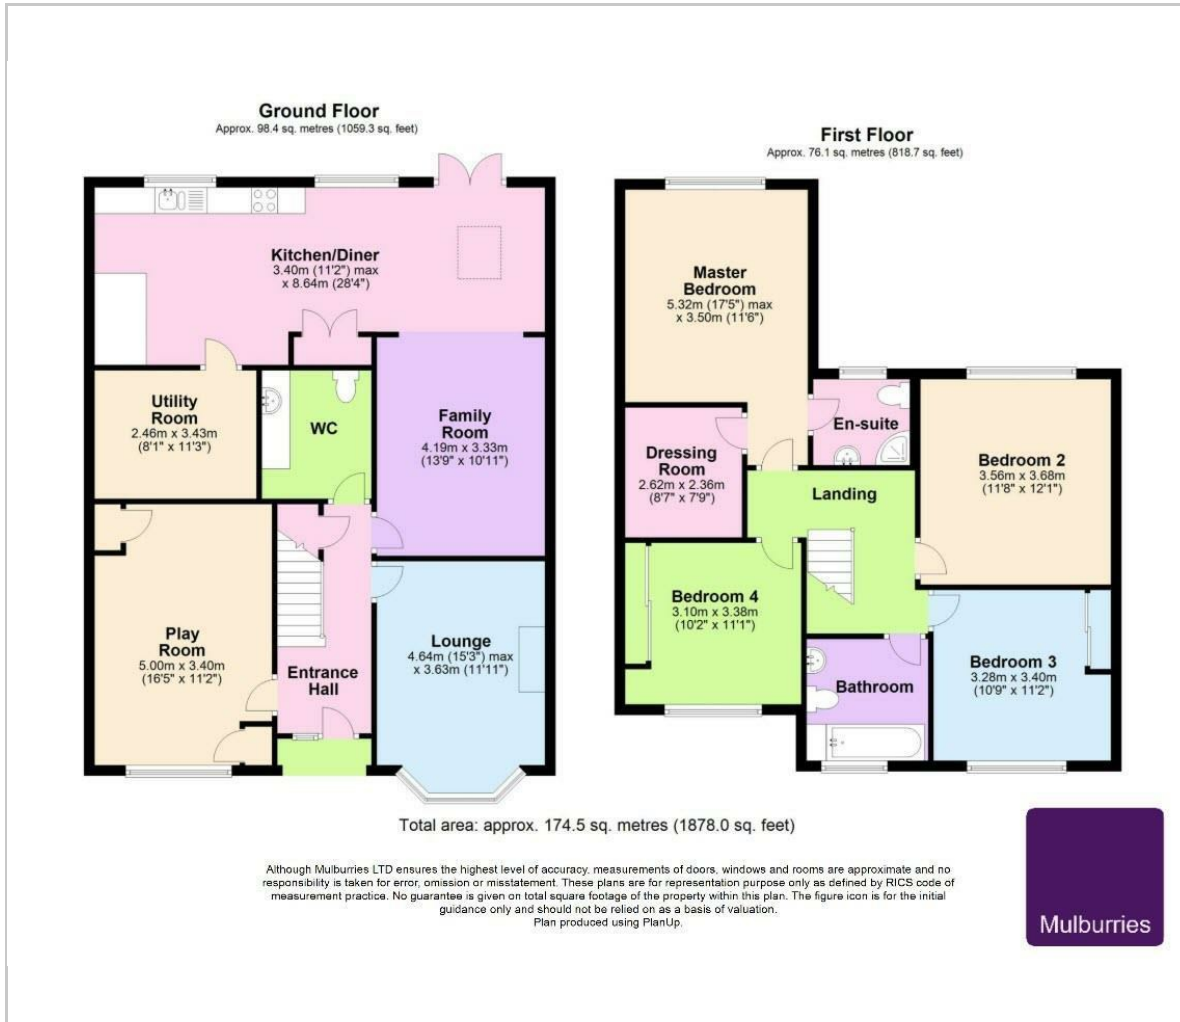 Ground Floor
Approx. 98.4 sq. metres (1059.3 sq. feet)
Kitchen/Diner
3.40m (11'2") max
x 8.64m (28'4")
Utility
Room
2.46m x 3.43m
(8'1" x 11'3")
WC
Family
Room
4.19m x 3.33m
(13'9" x 10'11")
Play
Room
5.00m x 3.40m
(16'5" x 11'2")
Entrance
Hall
Lounge
4.64m (15'3") max
x 3.63m (11'11")
First Floor
Approx. 76.1 sq. metres (818.7 sq. feet)
Master
Bedroom
5.32m (17'5") max
x 3.50m (11'6")
En-suite
Dressing
Room
2.62m x 2.36m
(8'7" x 7'9")
Bedroom 2
3.56m x 3.68m
(11'8" x 12'1")
Landing
Bedroom 4
3.10m x 3.38m
(10'2" x 11'1")
Bathroom
Bedroom 3
3.28m x 3.40m
(10'9" x 11'2")
Total area: approx. 174.5 sq. metres (1878.0 sq. feet)
Although Mulburries LTD ensures the highest level of accuracy, measurements of doors, windows and rooms are approximate and no
responsibility is taken for error, omission or misstatement. These plans are for representation purpose only as defined by RICS code of
measurement practice. No guarantee is given on total square footage of the property within this plan. The figure icon is for the initial
guidance only and should not be relied on as a basis of valuation.
Plan produced using PlanUp.
Mulburries